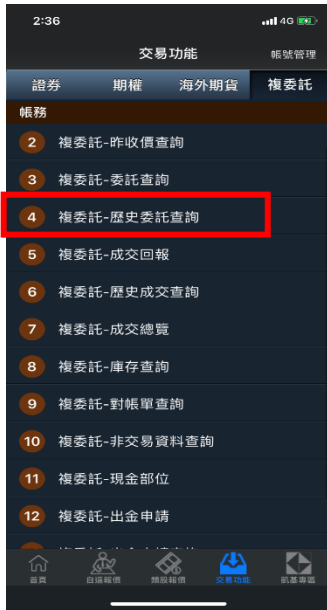 2:36
4G
交易功能
帳號管理
證券 期權 海外期貨 複委託
帳務
2 複委託-昨收價查詢
3 複委託-委託查詢
4 複委託-歷史委託查詢
5 複委託-成交回報
6 複委託-歷史成交查詢
7 複委託-成交總覽
8 複委託-庫存查詢
9 複委託-對帳單查詢
10 複委託-非交易資料查詢
11 複委託-現金部位
12 複委託-出金申請
首頁 自選報價 類股報價 交易功能 凱基專區